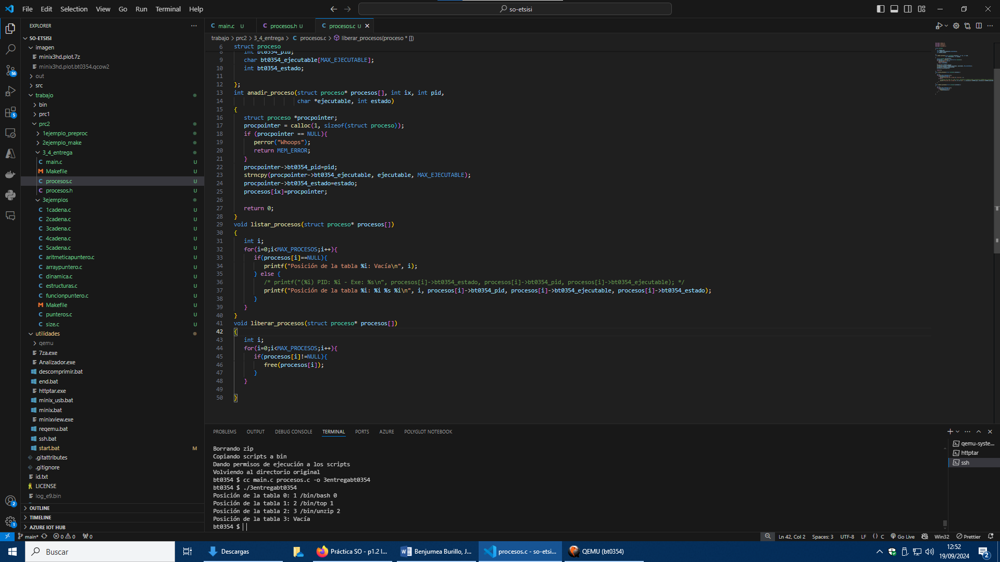 File Edit Selection View Go Run Terminal Help
so-etsisi
EXPLORER
SO-ETSISI
imagen
minix3hd.plot.7z
minix3hd.plot.bt0354.qcow2
out
src
trabajo
bin
prc1
prc2
1ejemplo_preproc
2ejemplo_make
3_4_entrega
main.c U
Makefile U
procesos.c U
procesos.h U
3ejemplos
1cadena.c U
2cadena.c U
3cadena.c U
4cadena.c U
5cadena.c U
aritmeticapuntero.c U
arraypuntero.c U
dinamica.c U
estructuras.c U
funcionpuntero.c U
Makefile U
punteros.c U
size.c U
utilidades
qemu
7za.exe
Analizador.exe
descomprimir.bat
end.bat
httptar.exe
minix_usb.bat
minix.bat
minixview.exe
reqemu.bat
ssh.bat
start.bat M
.gitattributes
.gitignore
id.txt
LICENSE
log_e9.bin
OUTLINE
TIMELINE
AZURE IOT HUB
56
5
2
1
main.c U
procesos.h U
procesos.c U
trabajo > prc2 > 3_4_entrega > C procesos.c > liberar_procesos(proceso * [])
6 struct proceso
8 int bt0354_pid;
9 char bt0354_ejecutable[MAX_EJECUTABLE];
10 int bt0354_estado;
11
12 };
13 int anadir_proceso(struct proceso* procesos[], int ix, int pid,
14 char *ejecutable, int estado)
15 {
16 struct proceso *procpointer;
17 procpointer = calloc(1, sizeof(struct proceso));
18 if (procpointer == NULL){
19 perror("Whoops");
20 return MEM_ERROR;
21 }
22 procpointer->bt0354_pid=pid;
23 strncpy(procpointer->bt0354_ejecutable, ejecutable, MAX_EJECUTABLE);
24 procpointer->bt0354_estado=estado;
25 procesos[ix]=procpointer;
26
27 return 0;
28 }
29 void listar_procesos(struct proceso* procesos[])
30 {
31 int i;
32 for(i=0;i<MAX_PROCESOS;i++){
33 if(procesos[i]==NULL){
34 printf("Posición de la tabla %i: Vacía\n", i);
35 } else {
36 /* printf("(%i) PID: %i - Exe: %s\n", procesos[i]->bt0354_estado, procesos[i]->bt0354_pid, procesos[i]->bt0354_ejecutable); */
37 printf("Posición de la tabla %i: %i %s %i\n", i, procesos[i]->bt0354_pid, procesos[i]->bt0354_ejecutable, procesos[i]->bt0354_estado);
38 }
39 }
40 }
41 void liberar_procesos(struct proceso* procesos[])
42 {
43 int i;
44 for(i=0;i<MAX_PROCESOS;i++){
45 if(procesos[i]!=NULL){
46 free(procesos[i]);
47 }
48 }
49
50 }
PROBLEMS OUTPUT DEBUG CONSOLE TERMINAL PORTS AZURE POLYGLOT NOTEBOOK
Borrando zip
Copiando scripts a bin
Dando permisos de ejecución a los scripts
Volviendo al directorio original
bt0354 $ cc main.c procesos.c -o 3entregabt0354
bt0354 $ ./3entregabt0354
Posición de la tabla 0: 1 /bin/bash 0
Posición de la tabla 1: 2 /bin/top 1
Posición de la tabla 2: 3 /bin/unzip 2
Posición de la tabla 3: Vacía
bt0354 $
qemu-syste...
httptar
ssh
main* 0 0 0 Ln 42, Col 2 Spaces: 3 UTF-8 LF {} C Go Live Win32 Prettier
Buscar Descargas Práctica SO - p1.2 I... Benjumea Burillo, J... procesos.c - so-etsi... QEMU (bt0354)
12:52
19/09/2024
2